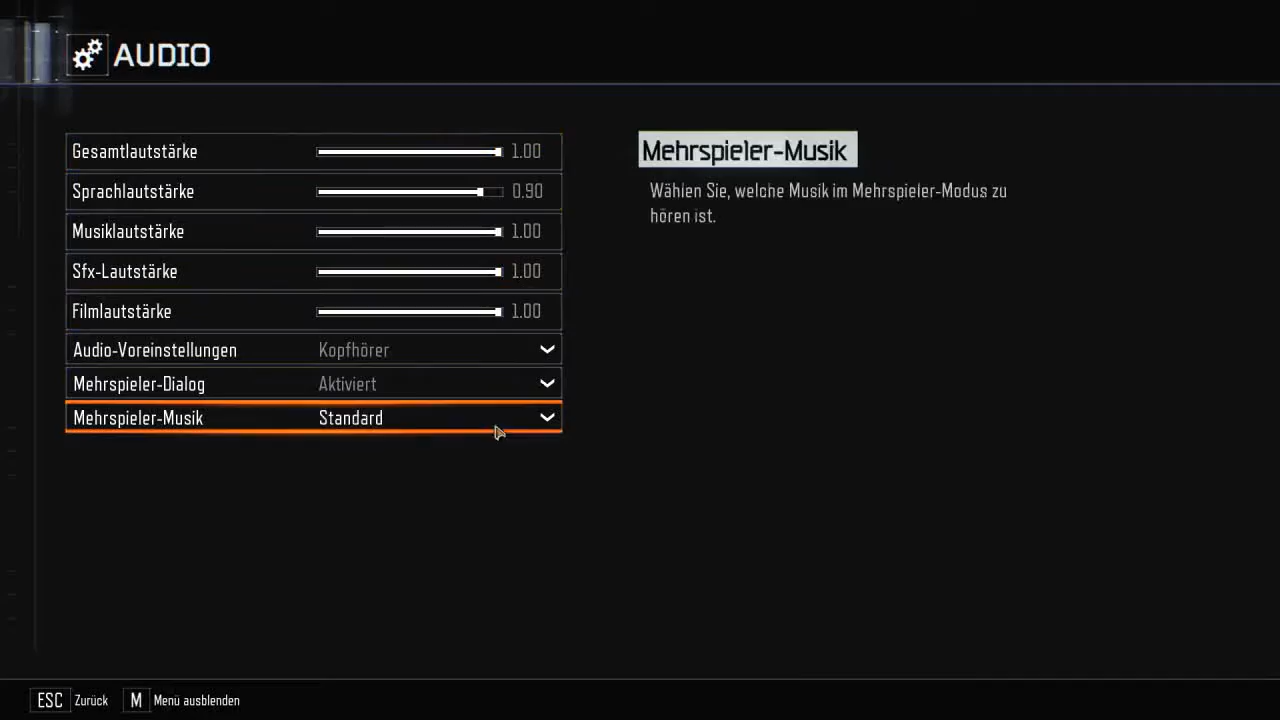 AUDIO
Gesamtlautstärke 1.00
Sprachlautstärke 0.90
Musiklautstärke 1.00
Sfx-Lautstärke 1.00
Filmlautstärke 1.00
Audio-Voreinstellungen Kopfhörer
Mehrspieler-Dialog Aktiviert
Mehrspieler-Musik Standard
Mehrspieler-Musik
Wählen Sie, welche Musik im Mehrspieler-Modus zu
hören ist.
ESC Zurück M Menü ausblenden